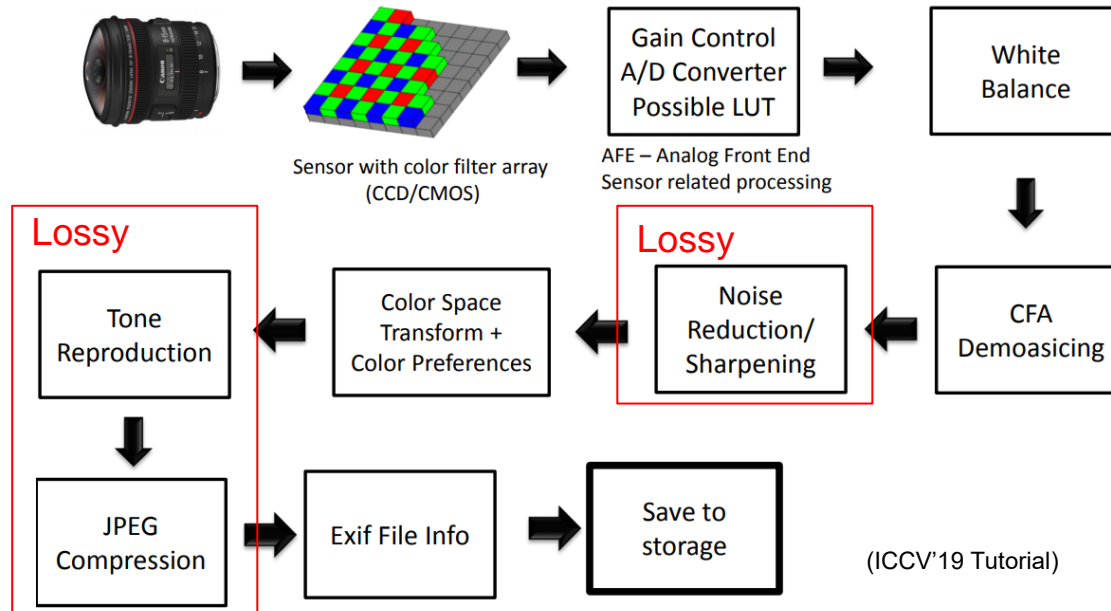 Gain Control
A/D Converter
Possible LUT
White
Balance
Sensor with color filter array
(CCD/CMOS)
AFE – Analog Front End
Sensor related processing
Lossy
Lossy
Tone
Reproduction
Color Space
Transform +
Color Preferences
Noise
Reduction/
Sharpening
CFA
Demoasicing
JPEG
Compression
Exif File Info
Save to
storage
(ICCV'19 Tutorial)